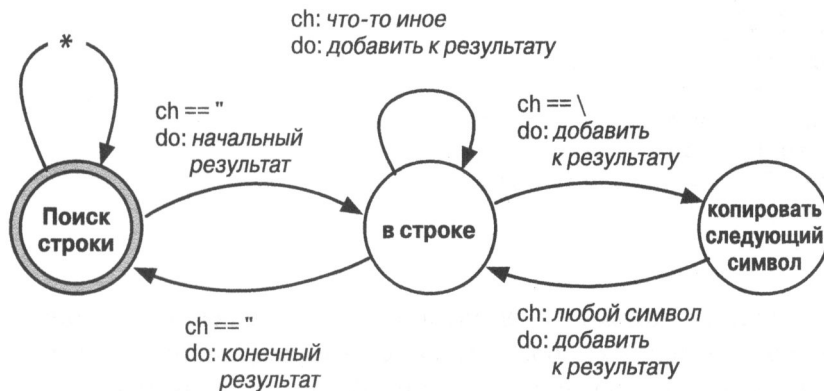 ch: что-то иное
do: добавить к результату
*
ch == "
do: начальный
результат
ch == \
do: добавить
к результату
Поиск
строки
в строке
копировать
следующий
символ
ch == "
do: конечный
результат
ch: любой символ
do: добавить
к результату